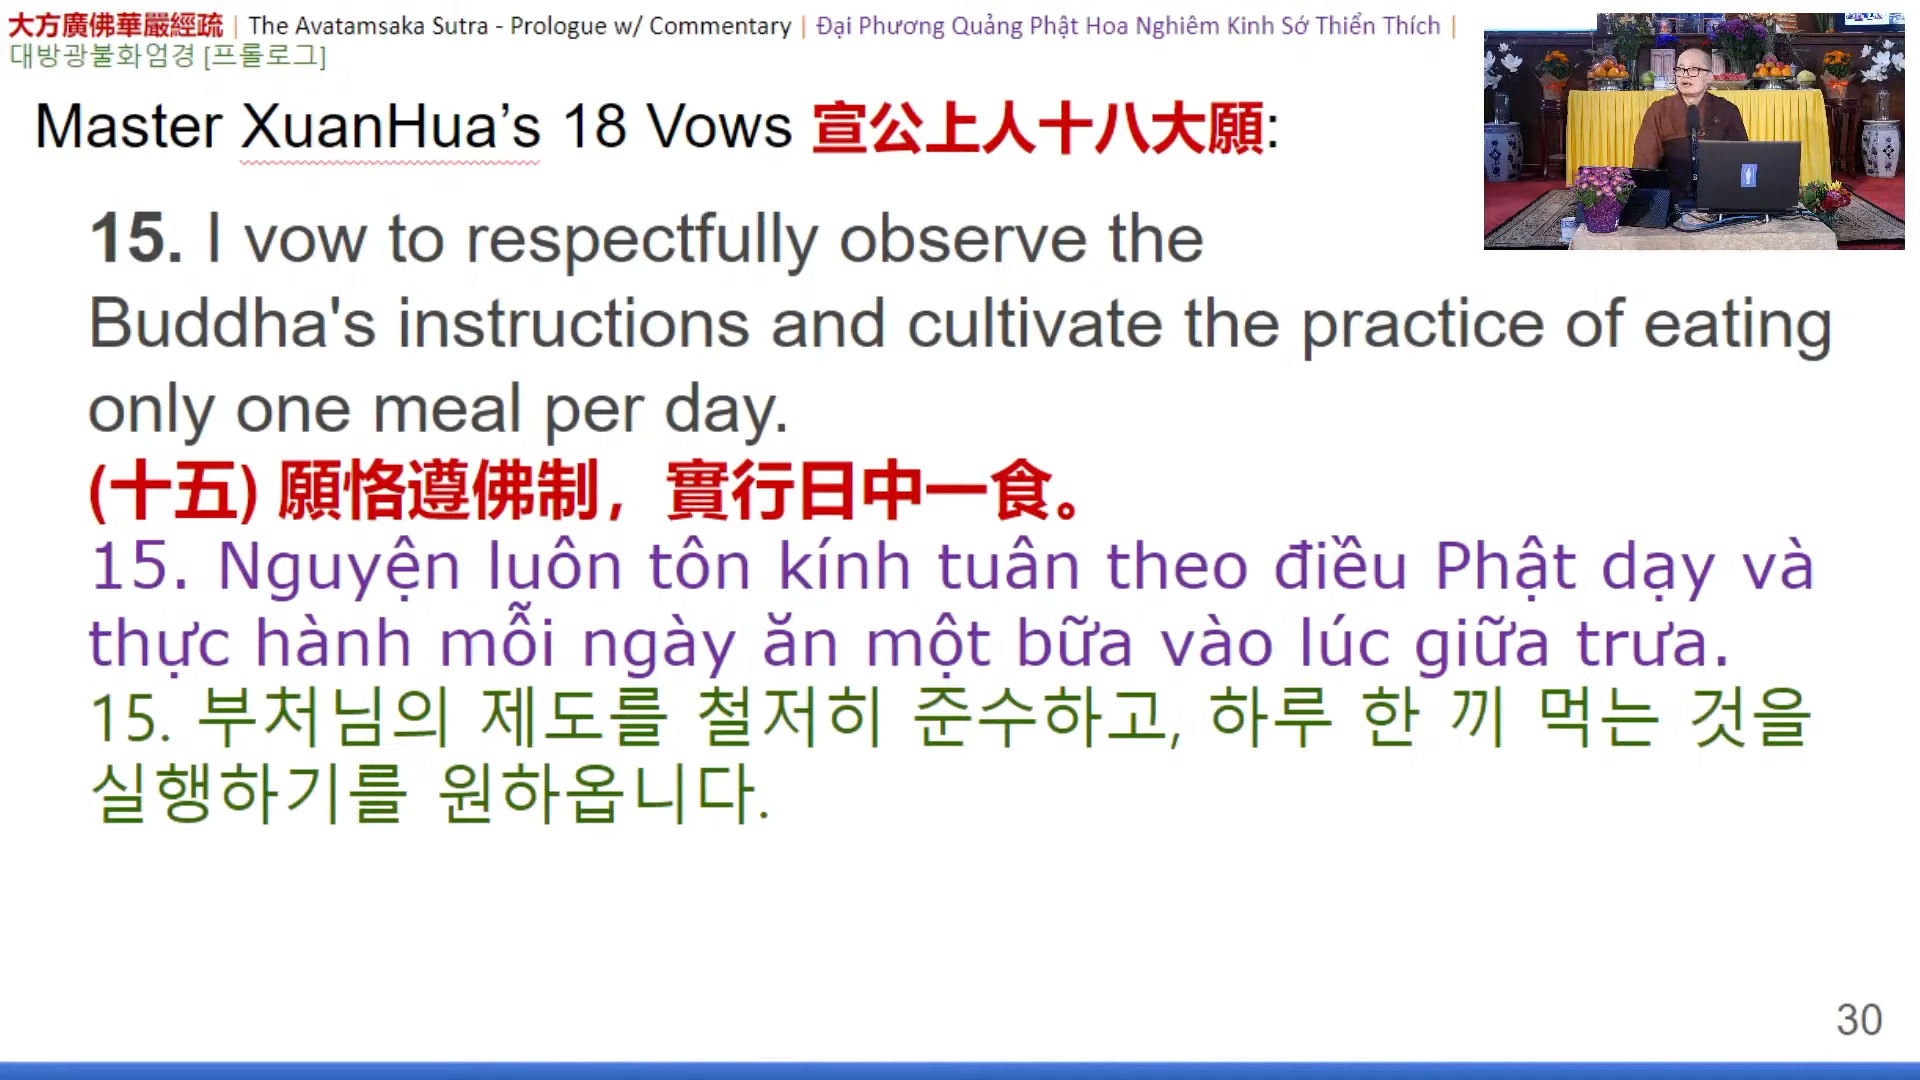 大方廣佛華嚴經疏 | The Avatamsaka Sutra - Prologue w/ Commentary | Đại Phương Quảng Phật Hoa Nghiêm Kinh Sớ Thiển Thích |
대방광불화엄경 [프롤로그]
Master XuanHua’s 18 Vows 宣公上人十八大願:
15. I vow to respectfully observe the
Buddha's instructions and cultivate the practice of eating
only one meal per day.
(十五) 願恪遵佛制，實行日中一食。
15. Nguyện luôn tôn kính tuân theo điều Phật dạy và
thực hành mỗi ngày ăn một bữa vào lúc giữa trưa.
15. 부처님의 제도를 철저히 준수하고, 하루 한 끼 먹는 것을
실행하기를 원하옵니다.
30